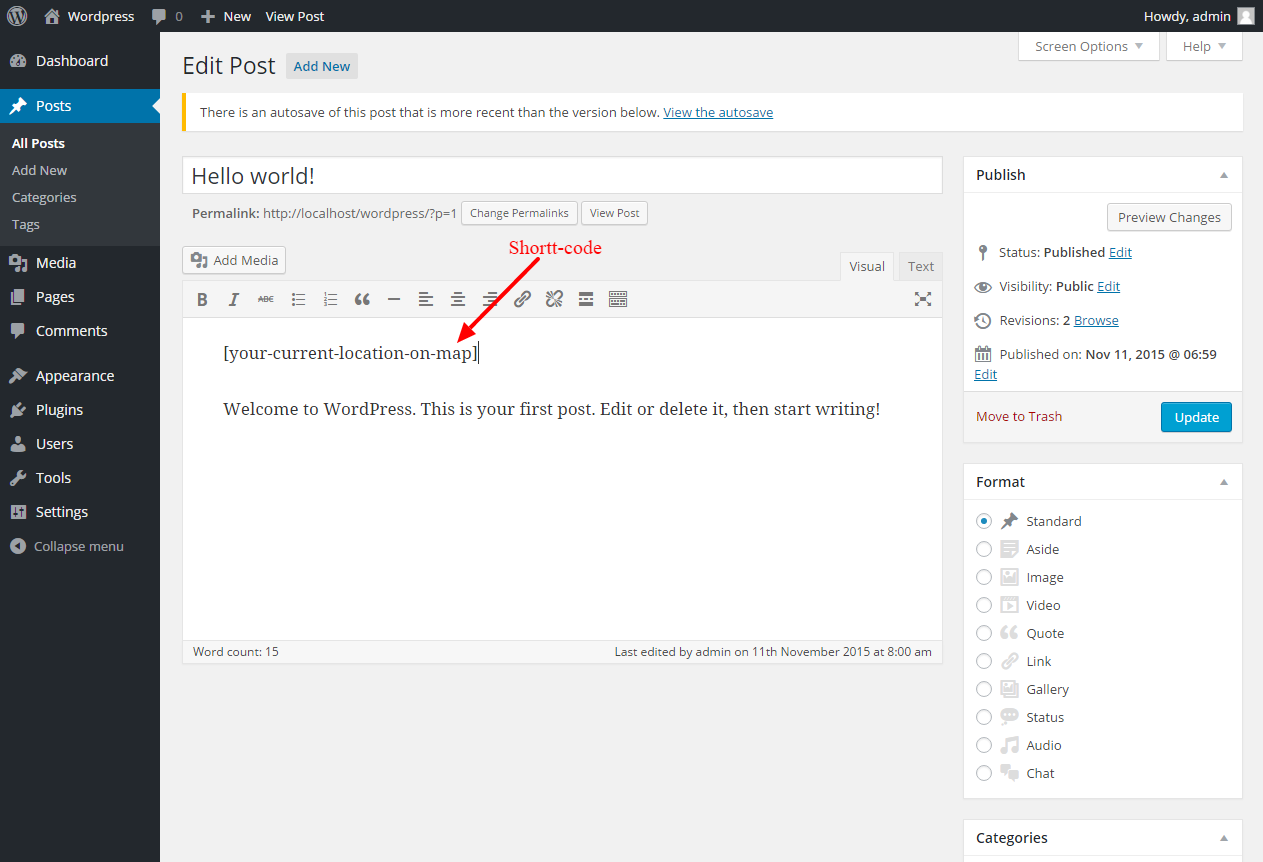 Wordpress 0 New View Post Howdy, admin
Dashboard
Posts
All Posts
Add New
Categories
Tags
Media
Pages
Comments
Appearance
Plugins
Users
Tools
Settings
Collapse menu
Screen Options Help
Edit Post Add New
There is an autosave of this post that is more recent than the version below. View the autosave
Hello world!
Permalink: http://localhost/wordpress/?p=1 Change Permalinks View Post
Shortt-code
Add Media Visual Text
B I ABC
[your-current-location-on-map]
Welcome to WordPress. This is your first post. Edit or delete it, then start writing!
Word count: 15 Last edited by admin on 11th November 2015 at 8:00 am
Publish
Preview Changes
Status: Published Edit
Visibility: Public Edit
Revisions: 2 Browse
Published on: Nov 11, 2015 @ 06:59
Edit
Move to Trash Update
Format
Standard
Aside
Image
Video
Quote
Link
Gallery
Status
Audio
Chat
Categories